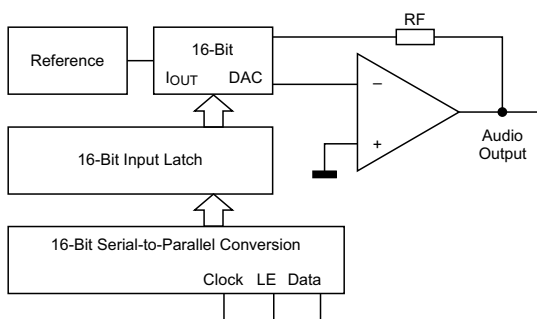 RF
16-Bit
Reference
IOUT DAC
−
+
Audio
Output
16-Bit Input Latch
16-Bit Serial-to-Parallel Conversion
Clock LE Data